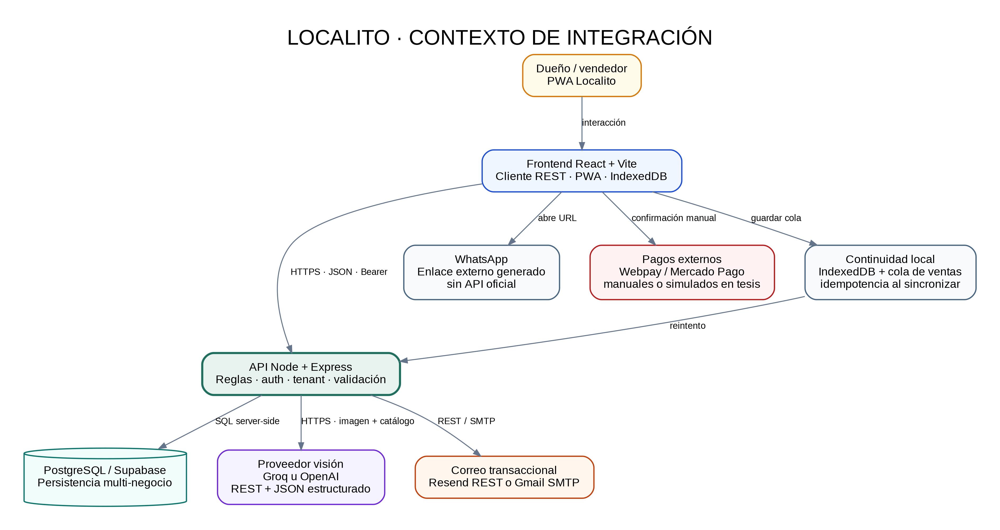 LOCALITO · CONTEXTO DE INTEGRACIÓN
Dueño / vendedor
PWA Localito
interacción
Frontend React + Vite
Cliente REST · PWA · IndexedDB
abre URL
confirmación manual
guardar cola
HTTPS · JSON · Bearer
WhatsApp
Enlace externo generado
sin API oficial
Pagos externos
Webpay / Mercado Pago
manuales o simulados en tesis
Continuidad local
IndexedDB + cola de ventas
idempotencia al sincronizar
reintento
API Node + Express
Reglas · auth · tenant · validación
SQL server-side
HTTPS · imagen + catálogo
REST / SMTP
PostgreSQL / Supabase
Persistencia multi-negocio
Proveedor visión
Groq u OpenAI
REST + JSON estructurado
Correo transaccional
Resend REST o Gmail SMTP